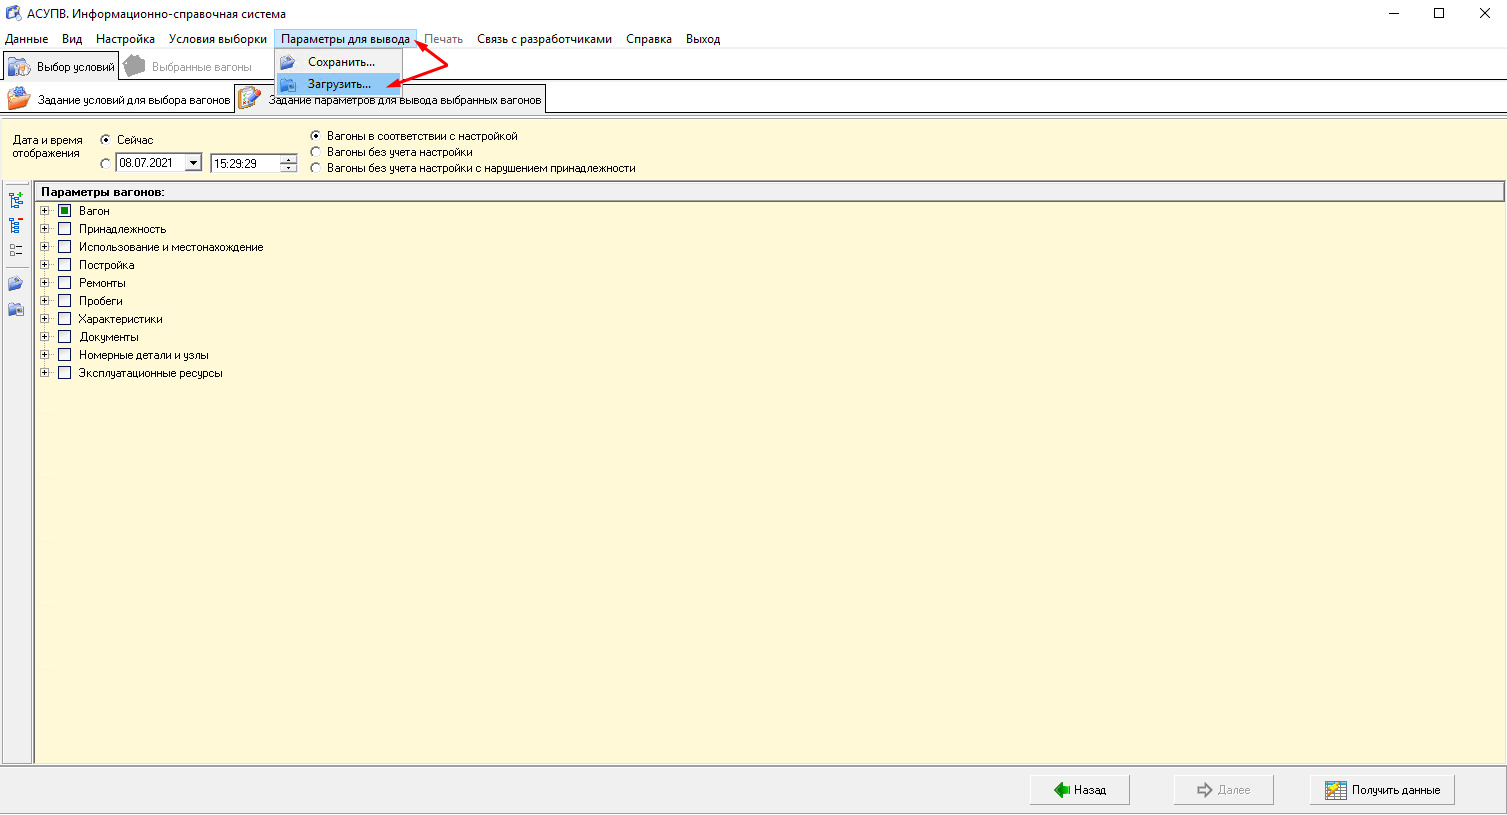 АСУПВ. Информационно-справочная система
Данные Вид Настройка Условия выборки Параметры для вывода Печать Связь с разработчиками Справка Выход
Сохранить...
Загрузить...
Выбор условий Выбранные вагоны
Задание условий для выбора вагонов Задание параметров для вывода выбранных вагонов
Дата и время отображения
Сейчас
08.07.2021 15:29:29
Вагоны в соответствии с настройкой
Вагоны без учета настройки
Вагоны без учета настройки с нарушением принадлежности
Параметры вагонов:
Вагон
Принадлежность
Использование и местонахождение
Постройка
Ремонты
Пробеги
Характеристики
Документы
Номерные детали и узлы
Эксплуатационные ресурсы
Назад Далее Получить данные